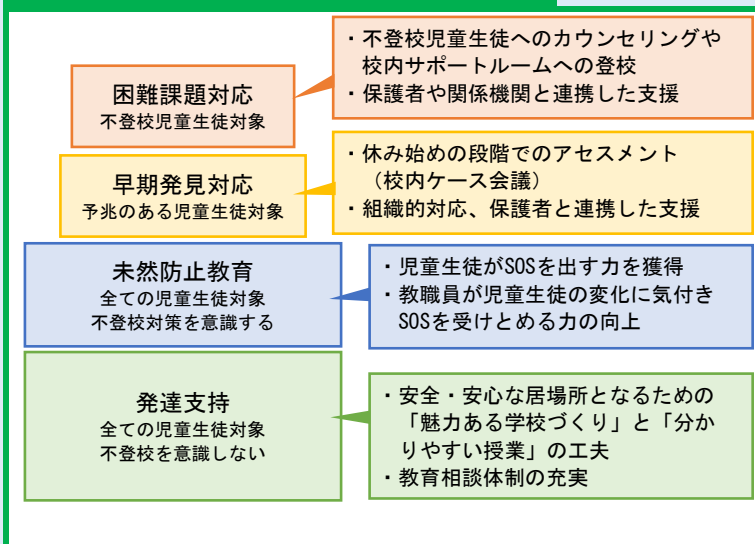 困難課題対応
不登校児童生徒対象
・不登校児童生徒へのカウンセリングや
校内サポートルームへの登校
・保護者や関係機関と連携した支援
早期発見対応
予兆のある児童生徒対象
・休み始めの段階でのアセスメント
（校内ケース会議）
・組織的対応、保護者と連携した支援
未然防止教育
全ての児童生徒対象
不登校対策を意識する
・児童生徒がSOSを出す力を獲得
・教職員が児童生徒の変化に気付き
SOSを受けとめる力の向上
発達支持
全ての児童生徒対象
不登校を意識しない
・安全・安心な居場所となるための
「魅力ある学校づくり」と「分か
りやすい授業」の工夫
・教育相談体制の充実